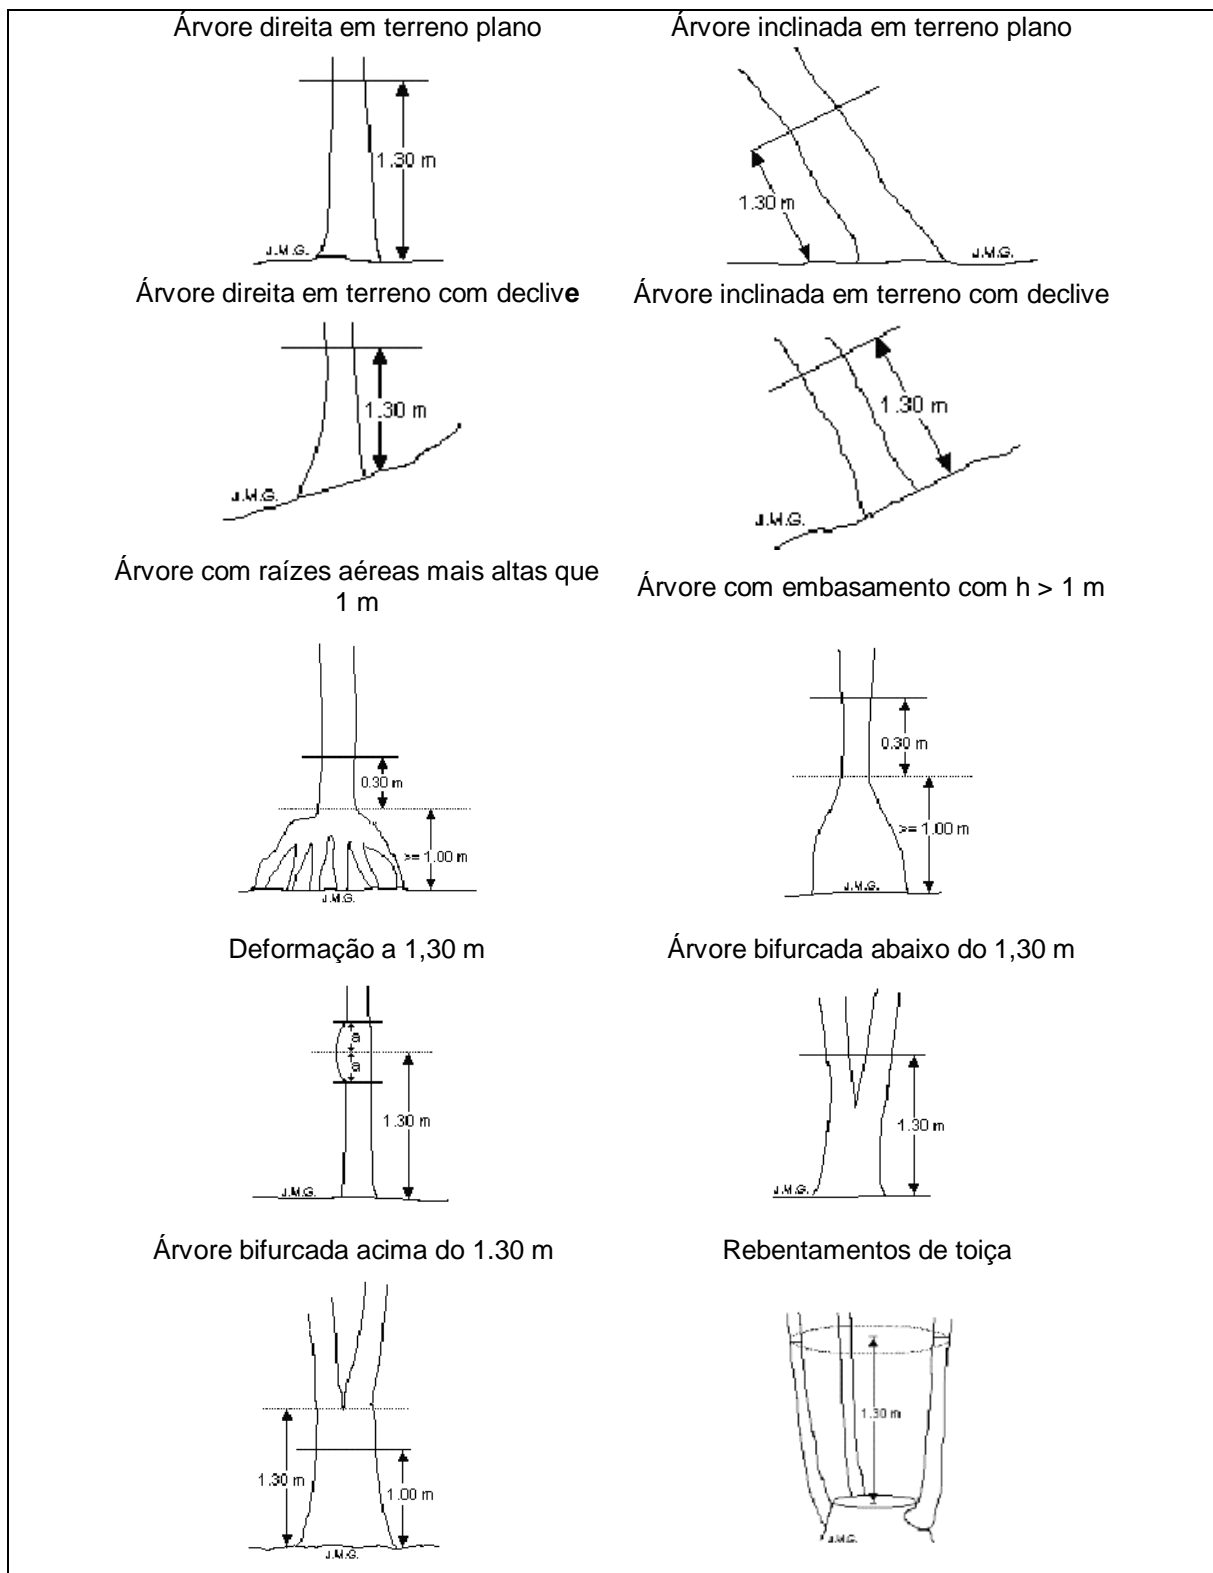 Árvore direita em terreno plano
Árvore inclinada em terreno plano
1.30 m
J.M.G.
1.30 m
J.M.G.
Árvore direita em terreno com declive
Árvore inclinada em terreno com declive
1.30 m
J.M.G.
1.30 m
J.M.G.
Árvore com raízes aéreas mais altas que
1 m
Árvore com embasamento com h > 1 m
0.30 m
>= 1.00 m
J.M.G.
0.30 m
>= 1.00 m
J.M.G.
Deformação a 1,30 m
Árvore bifurcada abaixo do 1,30 m
a
a
1.30 m
J.M.G.
1.30 m
J.M.G.
Árvore bifurcada acima do 1.30 m
Rebentamentos de toiça
1.30 m
1.00 m
J.M.G.
1.30 m
J.M.G.